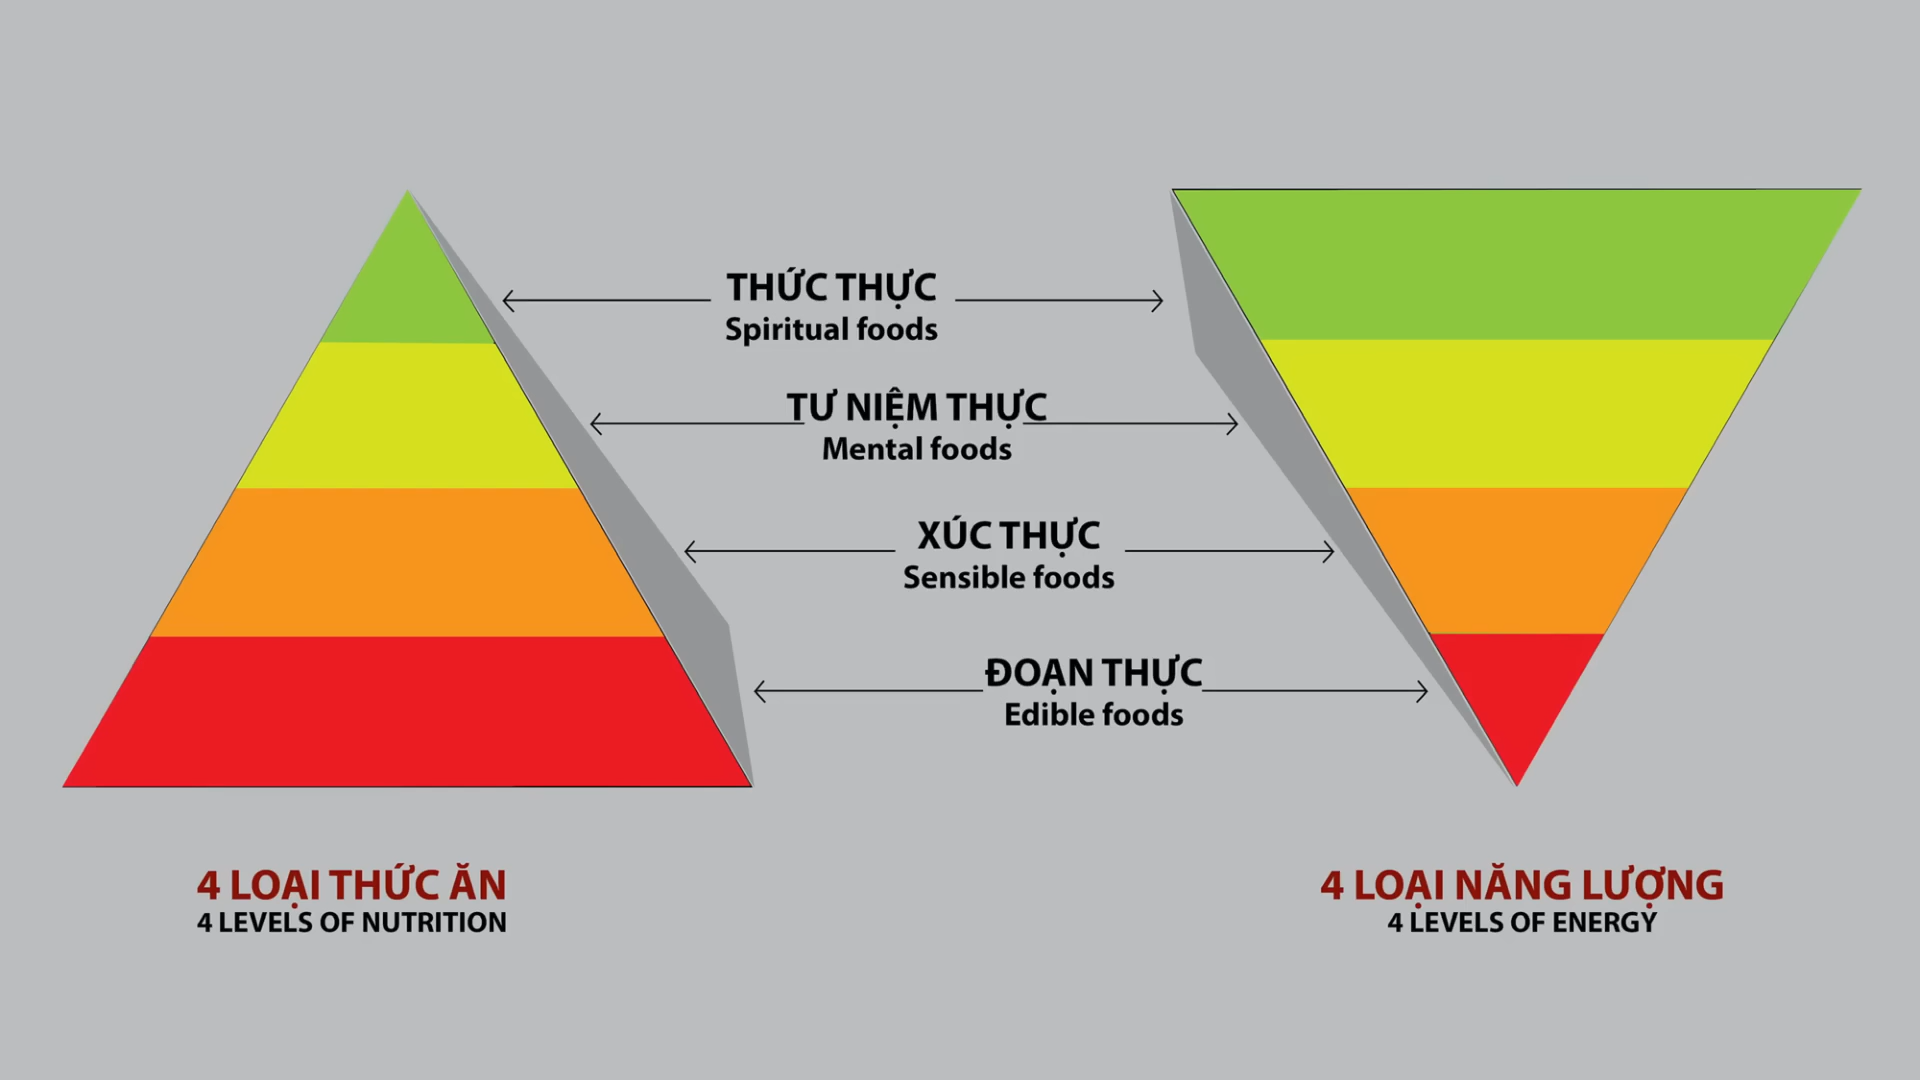 THỨC THỰC
Spiritual foods
TƯ NIỆM THỰC
Mental foods
XÚC THỰC
Sensible foods
ĐOẠN THỰC
Edible foods
4 LOẠI THỨC ĂN
4 LEVELS OF NUTRITION
4 LOẠI NĂNG LƯỢNG
4 LEVELS OF ENERGY